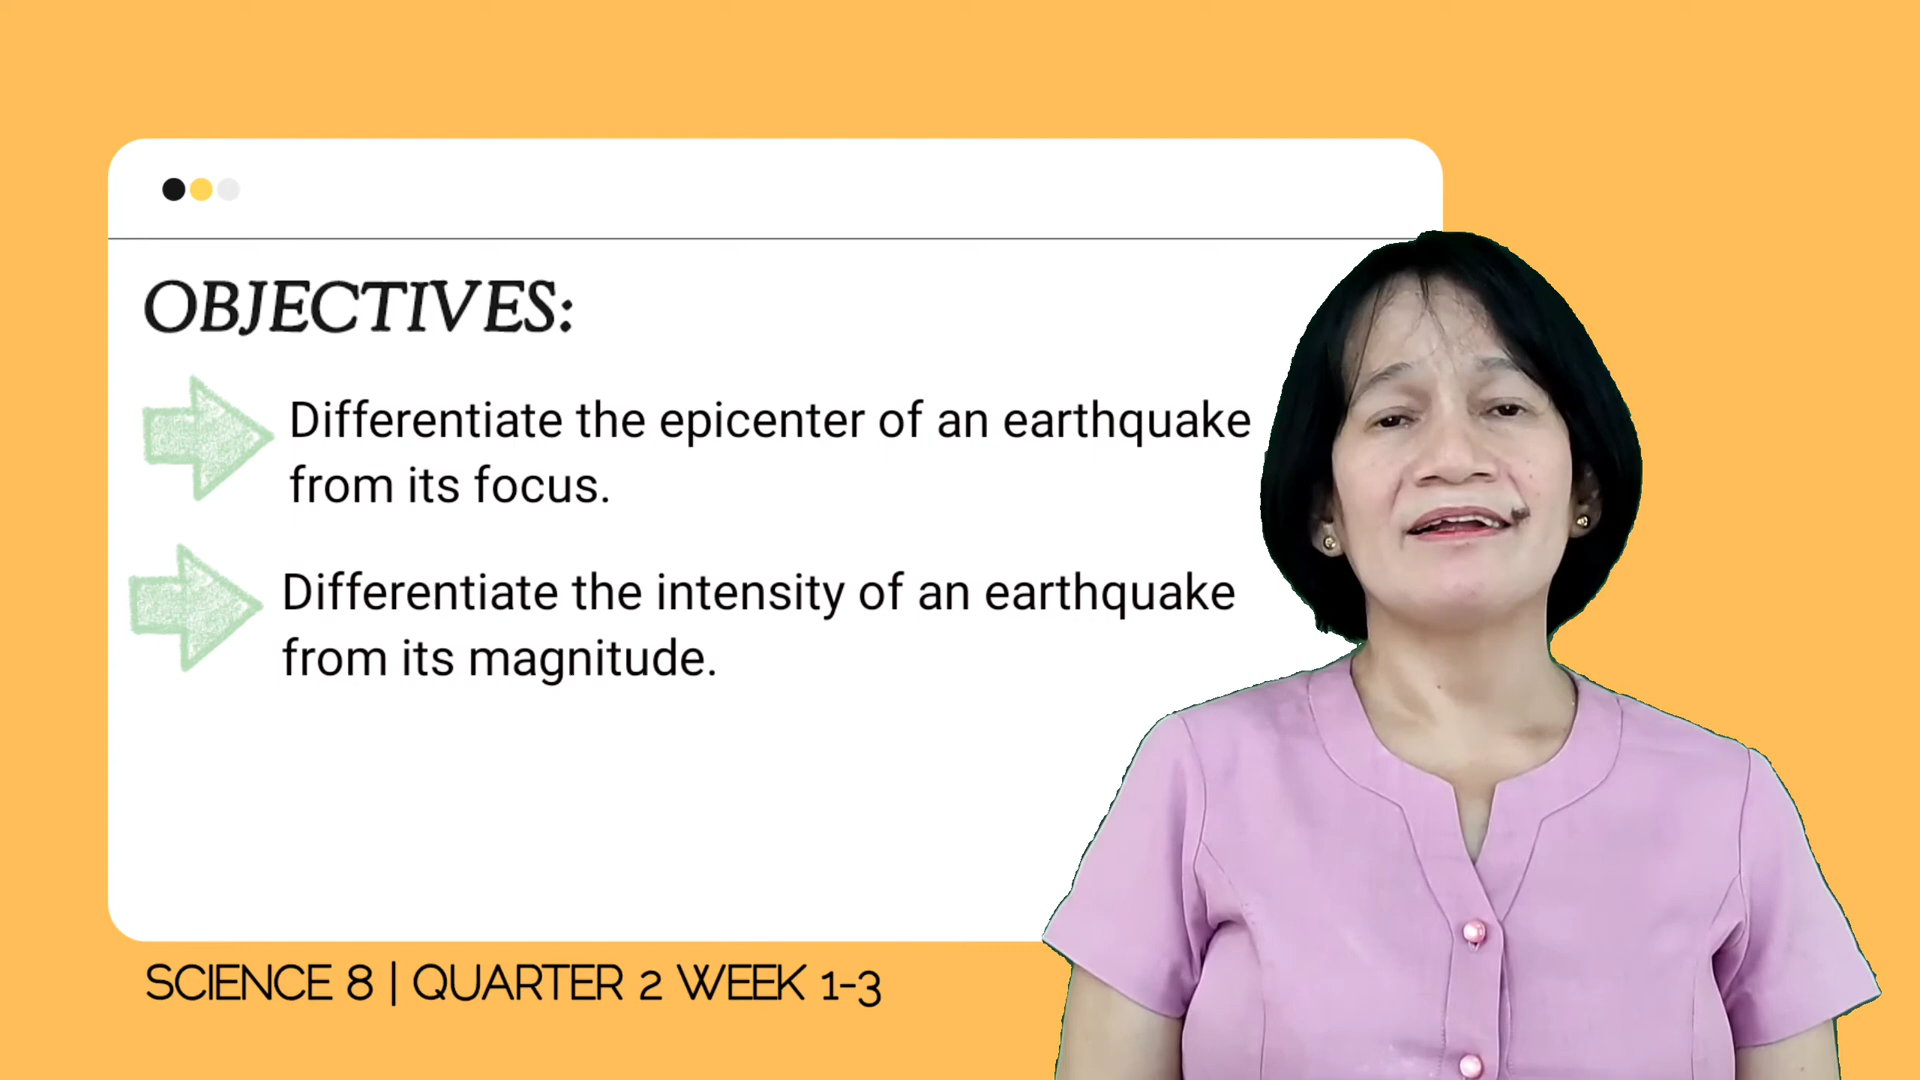 OBJECTIVES:
Differentiate the epicenter of an earthquake
from its focus.
Differentiate the intensity of an earthquake
from its magnitude.
SCIENCE 8 | QUARTER 2 WEEK 1-3